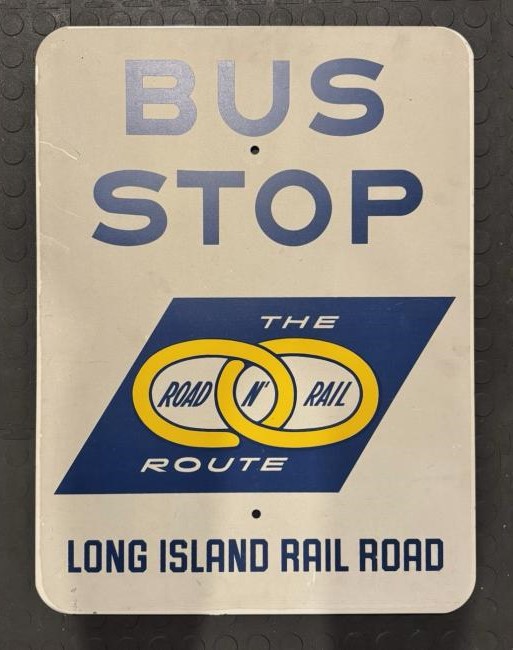 BUS
STOP
THE
ROAD N' RAIL
ROUTE
LONG ISLAND RAIL ROAD